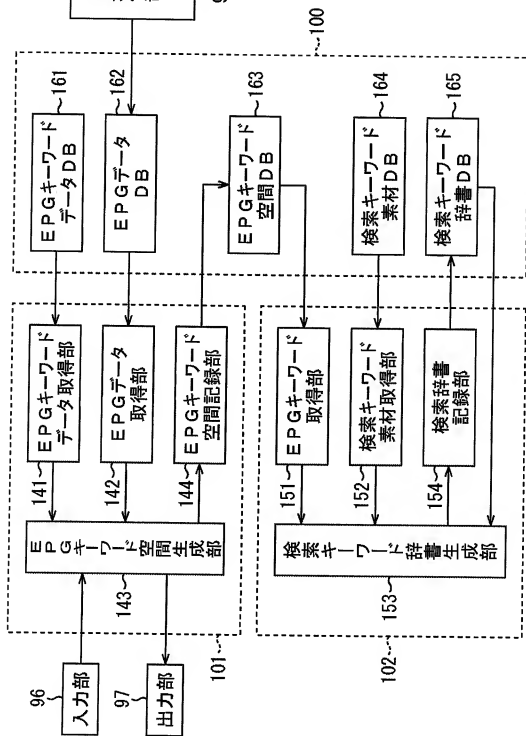 100
161
EPGキーワード
データDB
162
EPGデータ
DB
163
EPGキーワード
空間DB
164
検索キーワード
素材DB
165
検索キーワード
辞書DB
141
EPGキーワード
データ取得部
142
EPGデータ
取得部
144
EPGキーワード
空間記録部
151
EPGキーワード
取得部
152
検索キーワード
素材取得部
154
検索辞書
記録部
EPGキーワード空間生成部
143
検索キーワード辞書生成部
153
101
102
96
入力部
97
出力部